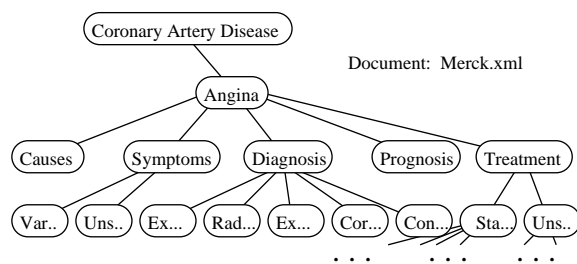 Coronary Artery Disease
Document: Merck.xml
Angina
Causes Symptoms Diagnosis Prognosis Treatment
Var.. Uns.. Ex... Rad... Ex... Cor... Con... Sta... Uns..
. . . . . . . . .